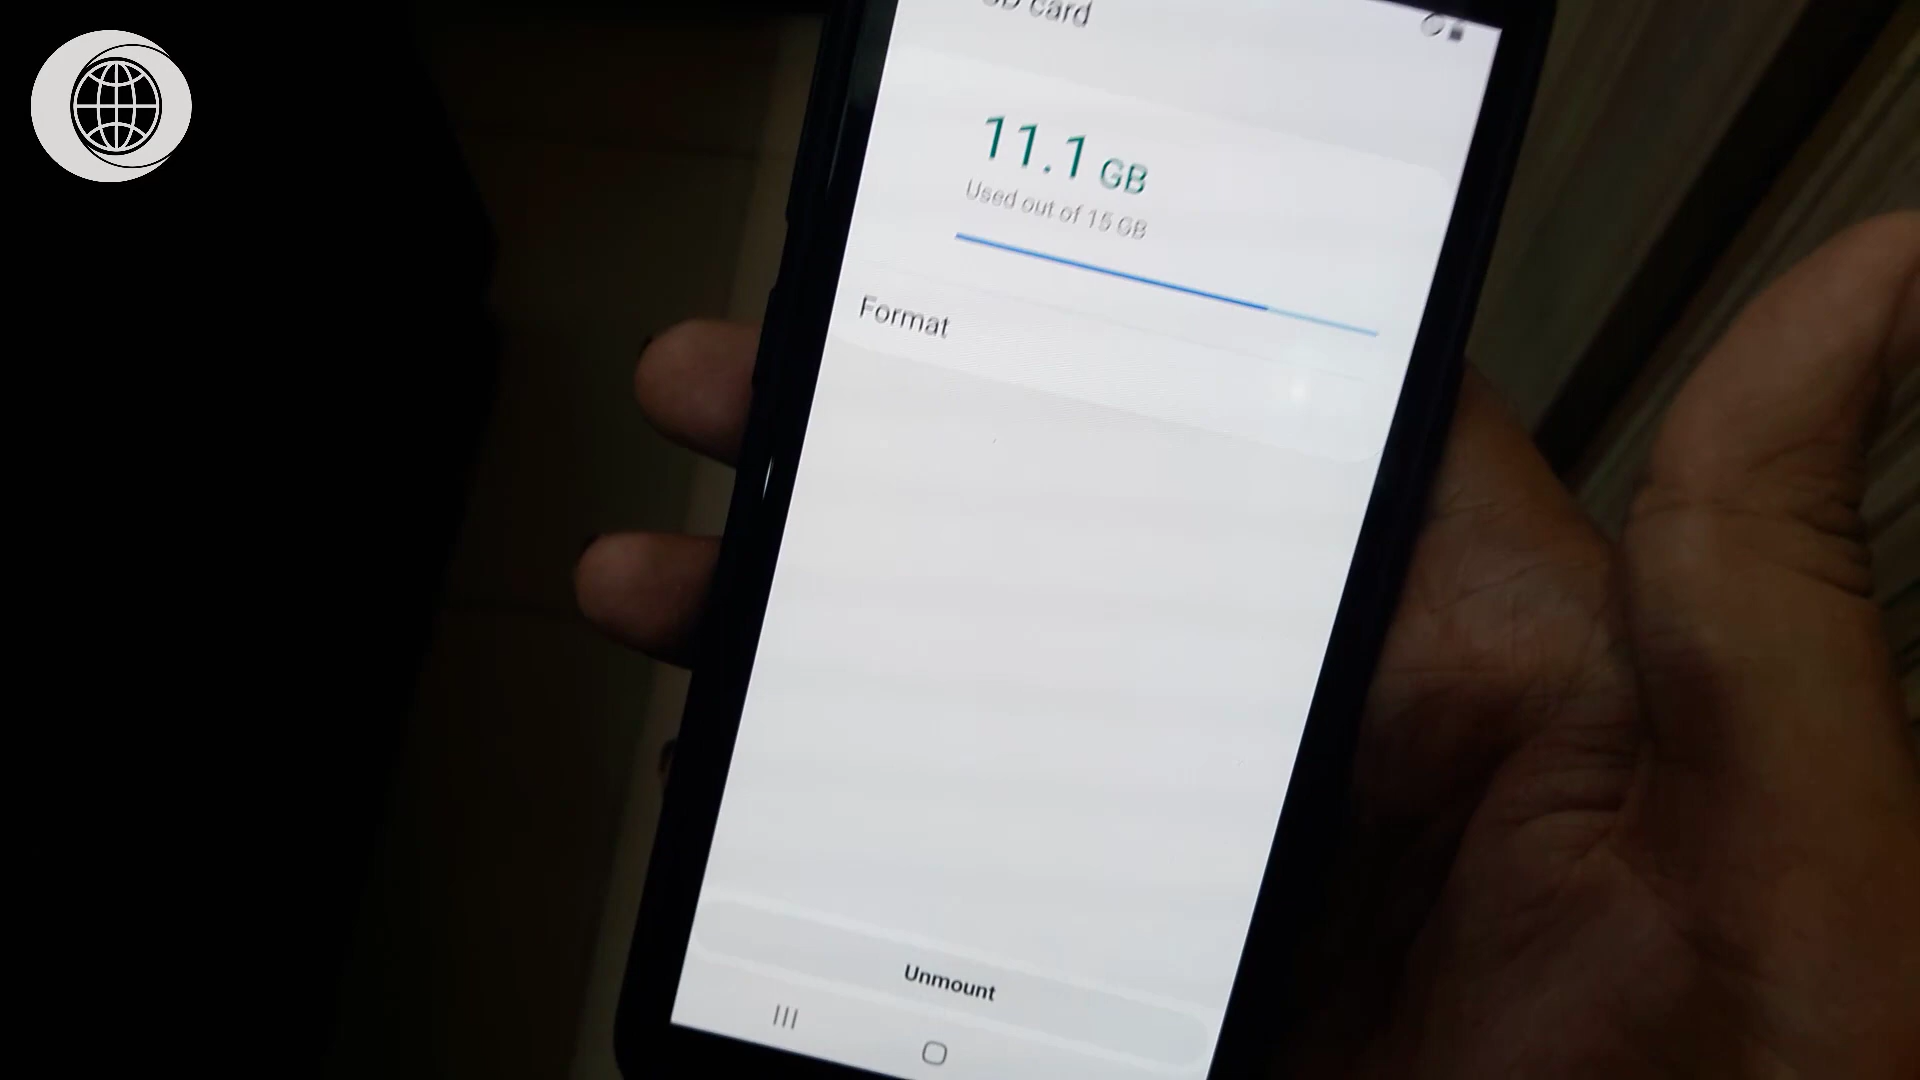 SD card
11.1 GB
Used out of 15 GB
Format
Unmount